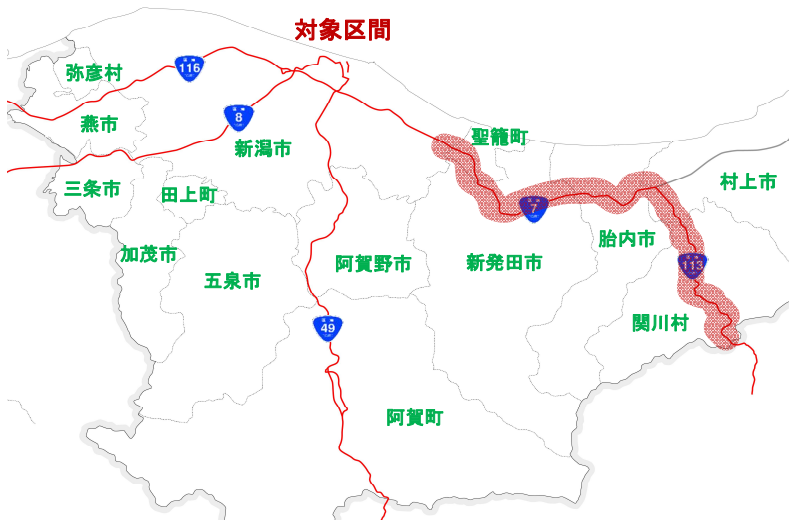 対象区間
弥彦村
116
燕市
8
新潟市
聖籠町
三条市
田上町
村上市
7
加茂市
五泉市
阿賀野市
新発田市
胎内市
113
関川村
49
阿賀町